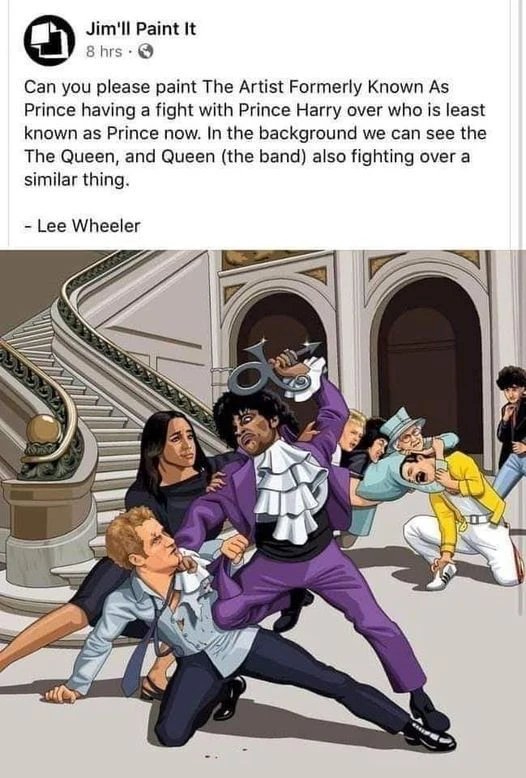 Jim'll Paint It
8 hrs ·
Can you please paint The Artist Formerly Known As
Prince having a fight with Prince Harry over who is least
known as Prince now. In the background we can see the
The Queen, and Queen (the band) also fighting over a
similar thing.
- Lee Wheeler